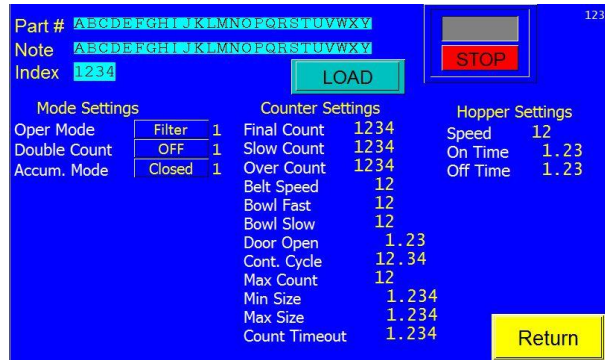 123
Part # ABCDEFGHIJKLMNOPQRSTUVWXY
Note ABCDEFGHIJKLMNOPQRSTUVWXY
STOP
Index 1234
LOAD
Mode Settings
Oper Mode Filter 1
Double Count OFF 1
Accum. Mode Closed 1
Counter Settings
Final Count 1234
Slow Count 1234
Over Count 1234
Belt Speed 12
Bowl Fast 12
Bowl Slow 12
Door Open 1.23
Cont. Cycle 12.34
Max Count 12
Min Size 1.234
Max Size 1.234
Count Timeout 1.234
Hopper Settings
Speed 12
On Time 1.23
Off Time 1.23
Return